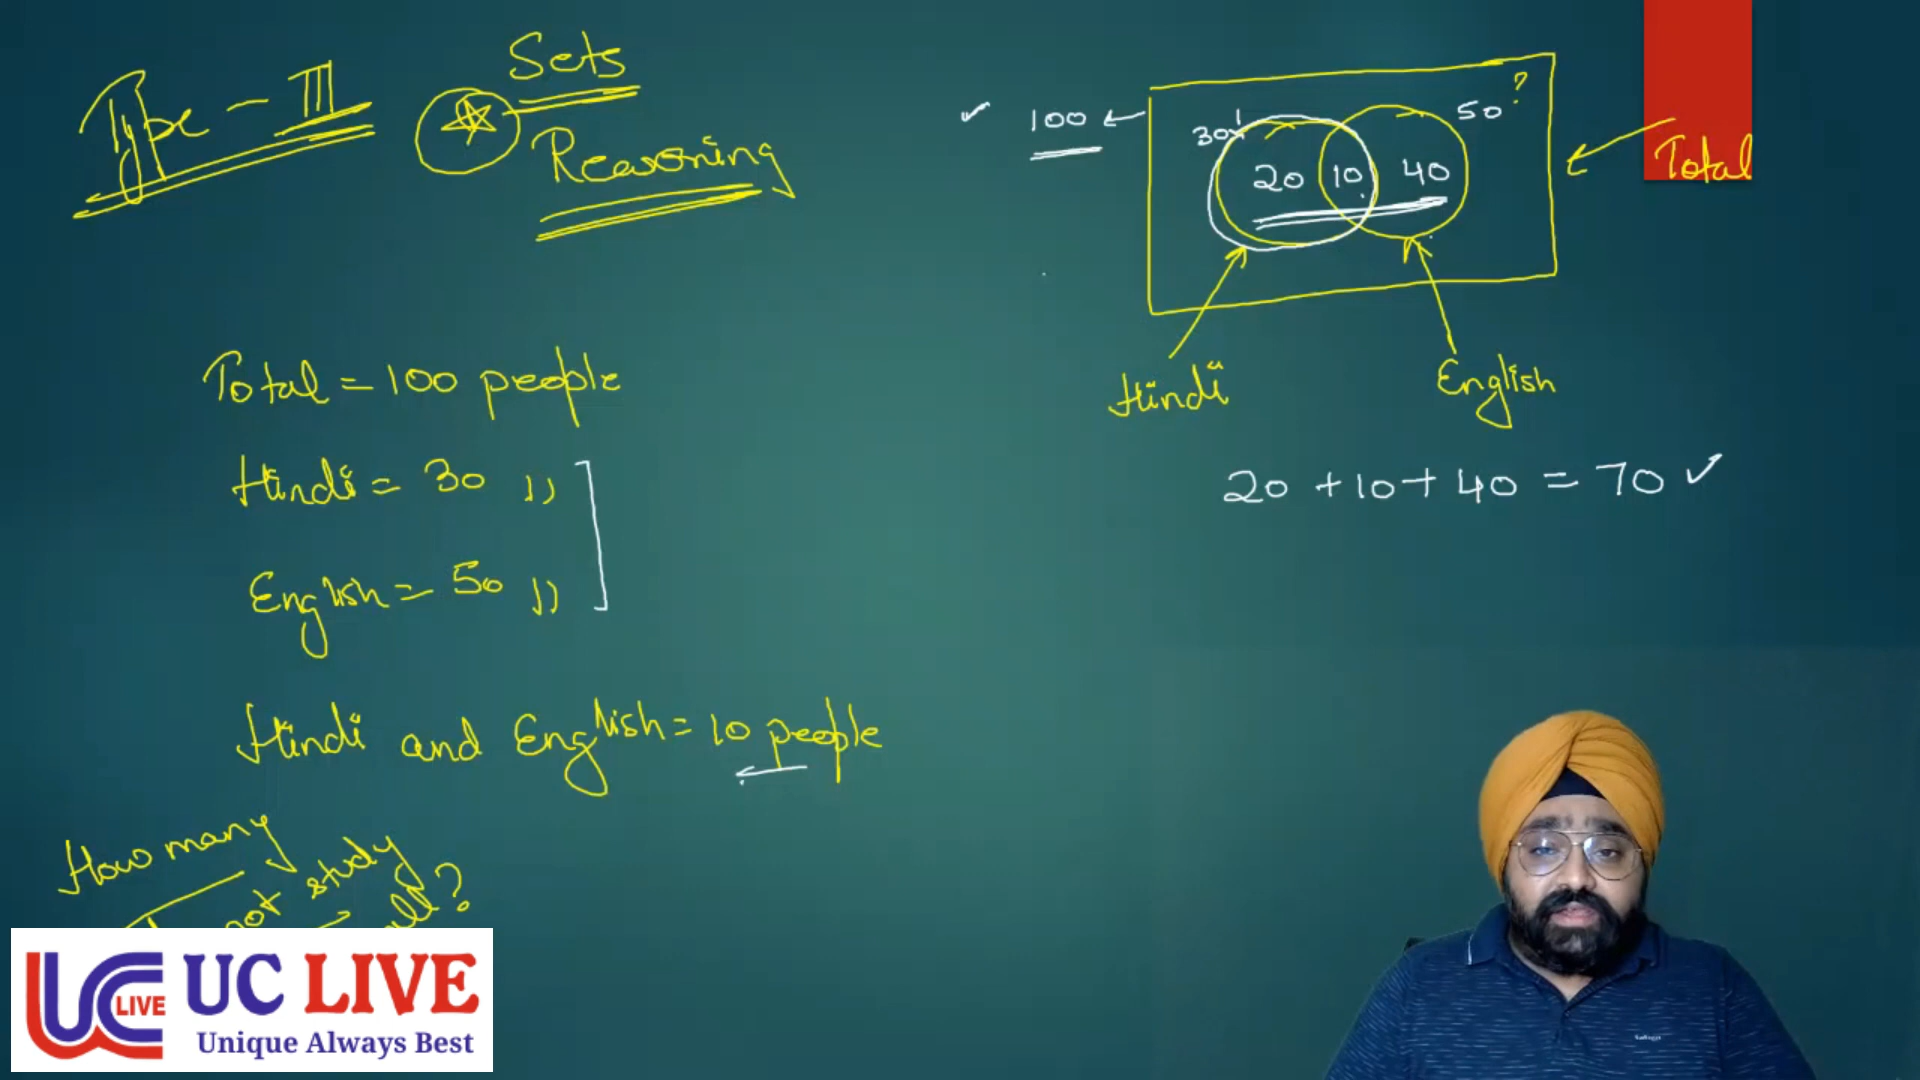 Type - III
Sets
Reasoning
Total = 100 people
Hindi = 30 ,,
English = 50 ,,
Hindi and English = 10 people
How many
not study
all?
100
30
50
?
20 10 40
Total
Hindi
English
20 + 10 + 40 = 70 ✓
UC LIVE
LIVE
Unique Always Best